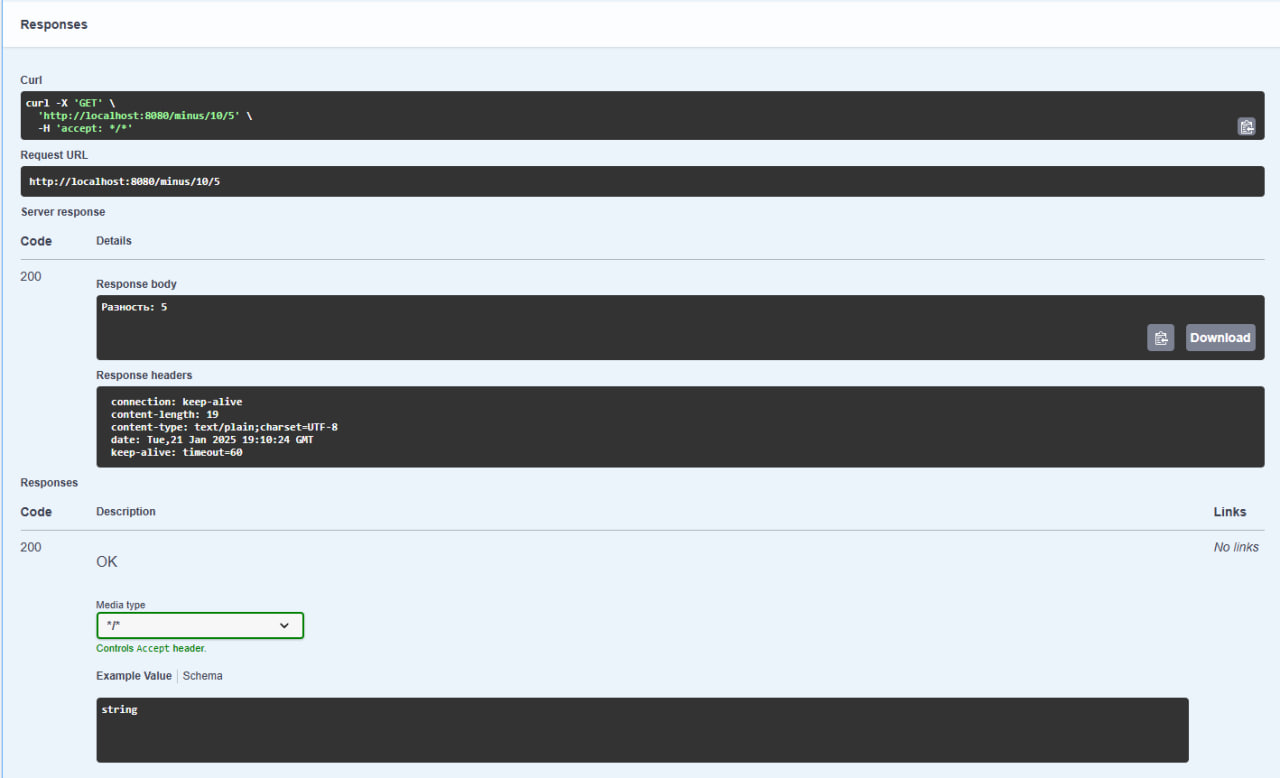 Responses
Curl
curl -X 'GET' \
'http://localhost:8080/minus/10/5' \
-H 'accept: */*'
Request URL
http://localhost:8080/minus/10/5
Server response
Code Details
200
Response body
Разность: 5
Download
Response headers
connection: keep-alive
content-length: 19
content-type: text/plain;charset=UTF-8
date: Tue,21 Jan 2025 19:10:24 GMT
keep-alive: timeout=60
Responses
Code Description Links
200 No links
OK
Media type
*/*
Controls Accept header.
Example Value Schema
string